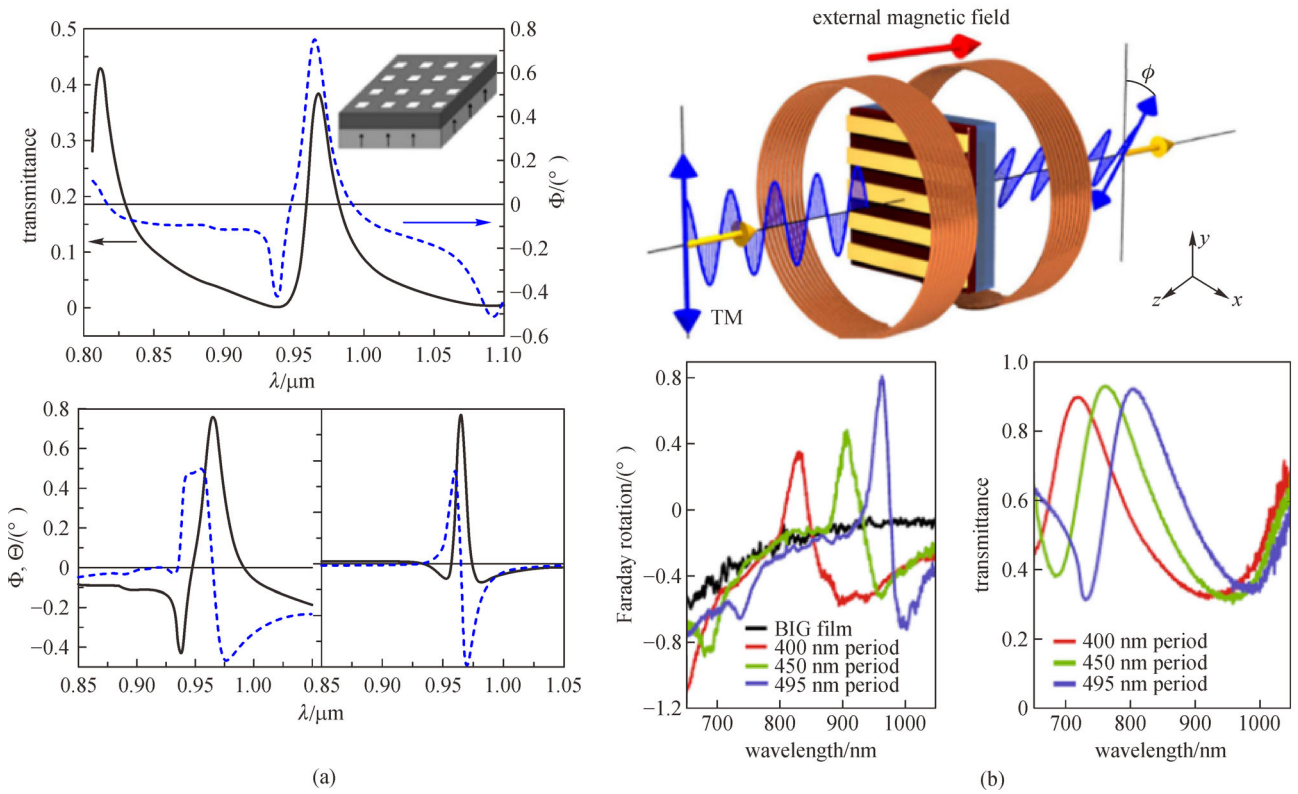 0.5
0.4
0.3
0.2
0.1
0
transmittance
0.8
0.6
0.4
0.2
0
−0.2
−0.4
−0.6
Φ/(°)
0.80
0.85
0.90
0.95
1.00
1.05
1.10
λ/μm
0.8
0.6
0.4
0.2
0
−0.2
−0.4
Φ, Θ/(°)
0.85
0.90
0.95
1.00
0.85
0.90
0.95
1.00
1.05
λ/μm
(a)
external magnetic field
ϕ
TM
y
z
x
0.8
0.4
0
−0.4
−0.8
−1.2
Faraday rotation/(°)
BIG film
400 nm period
450 nm period
495 nm period
700
800
900
1000
wavelength/nm
1.0
0.8
0.6
0.4
0.2
0
transmittance
400 nm period
450 nm period
495 nm period
700
800
900
1000
wavelength/nm
(b)